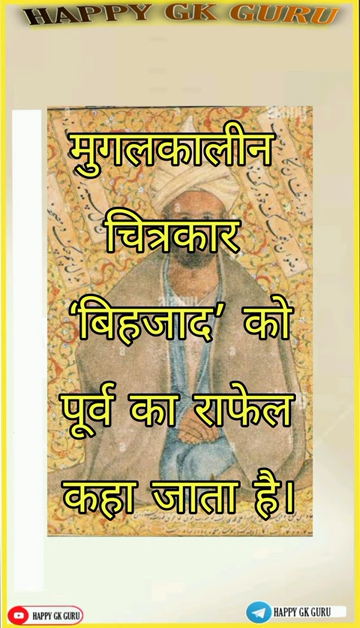 HAPPY GK GURU
मुगलकालीन
चित्रकार
‘बिहजाद’ को
पूर्व का राफेल
कहा जाता है।
HAPPY GK GURU
HAPPY GK GURU